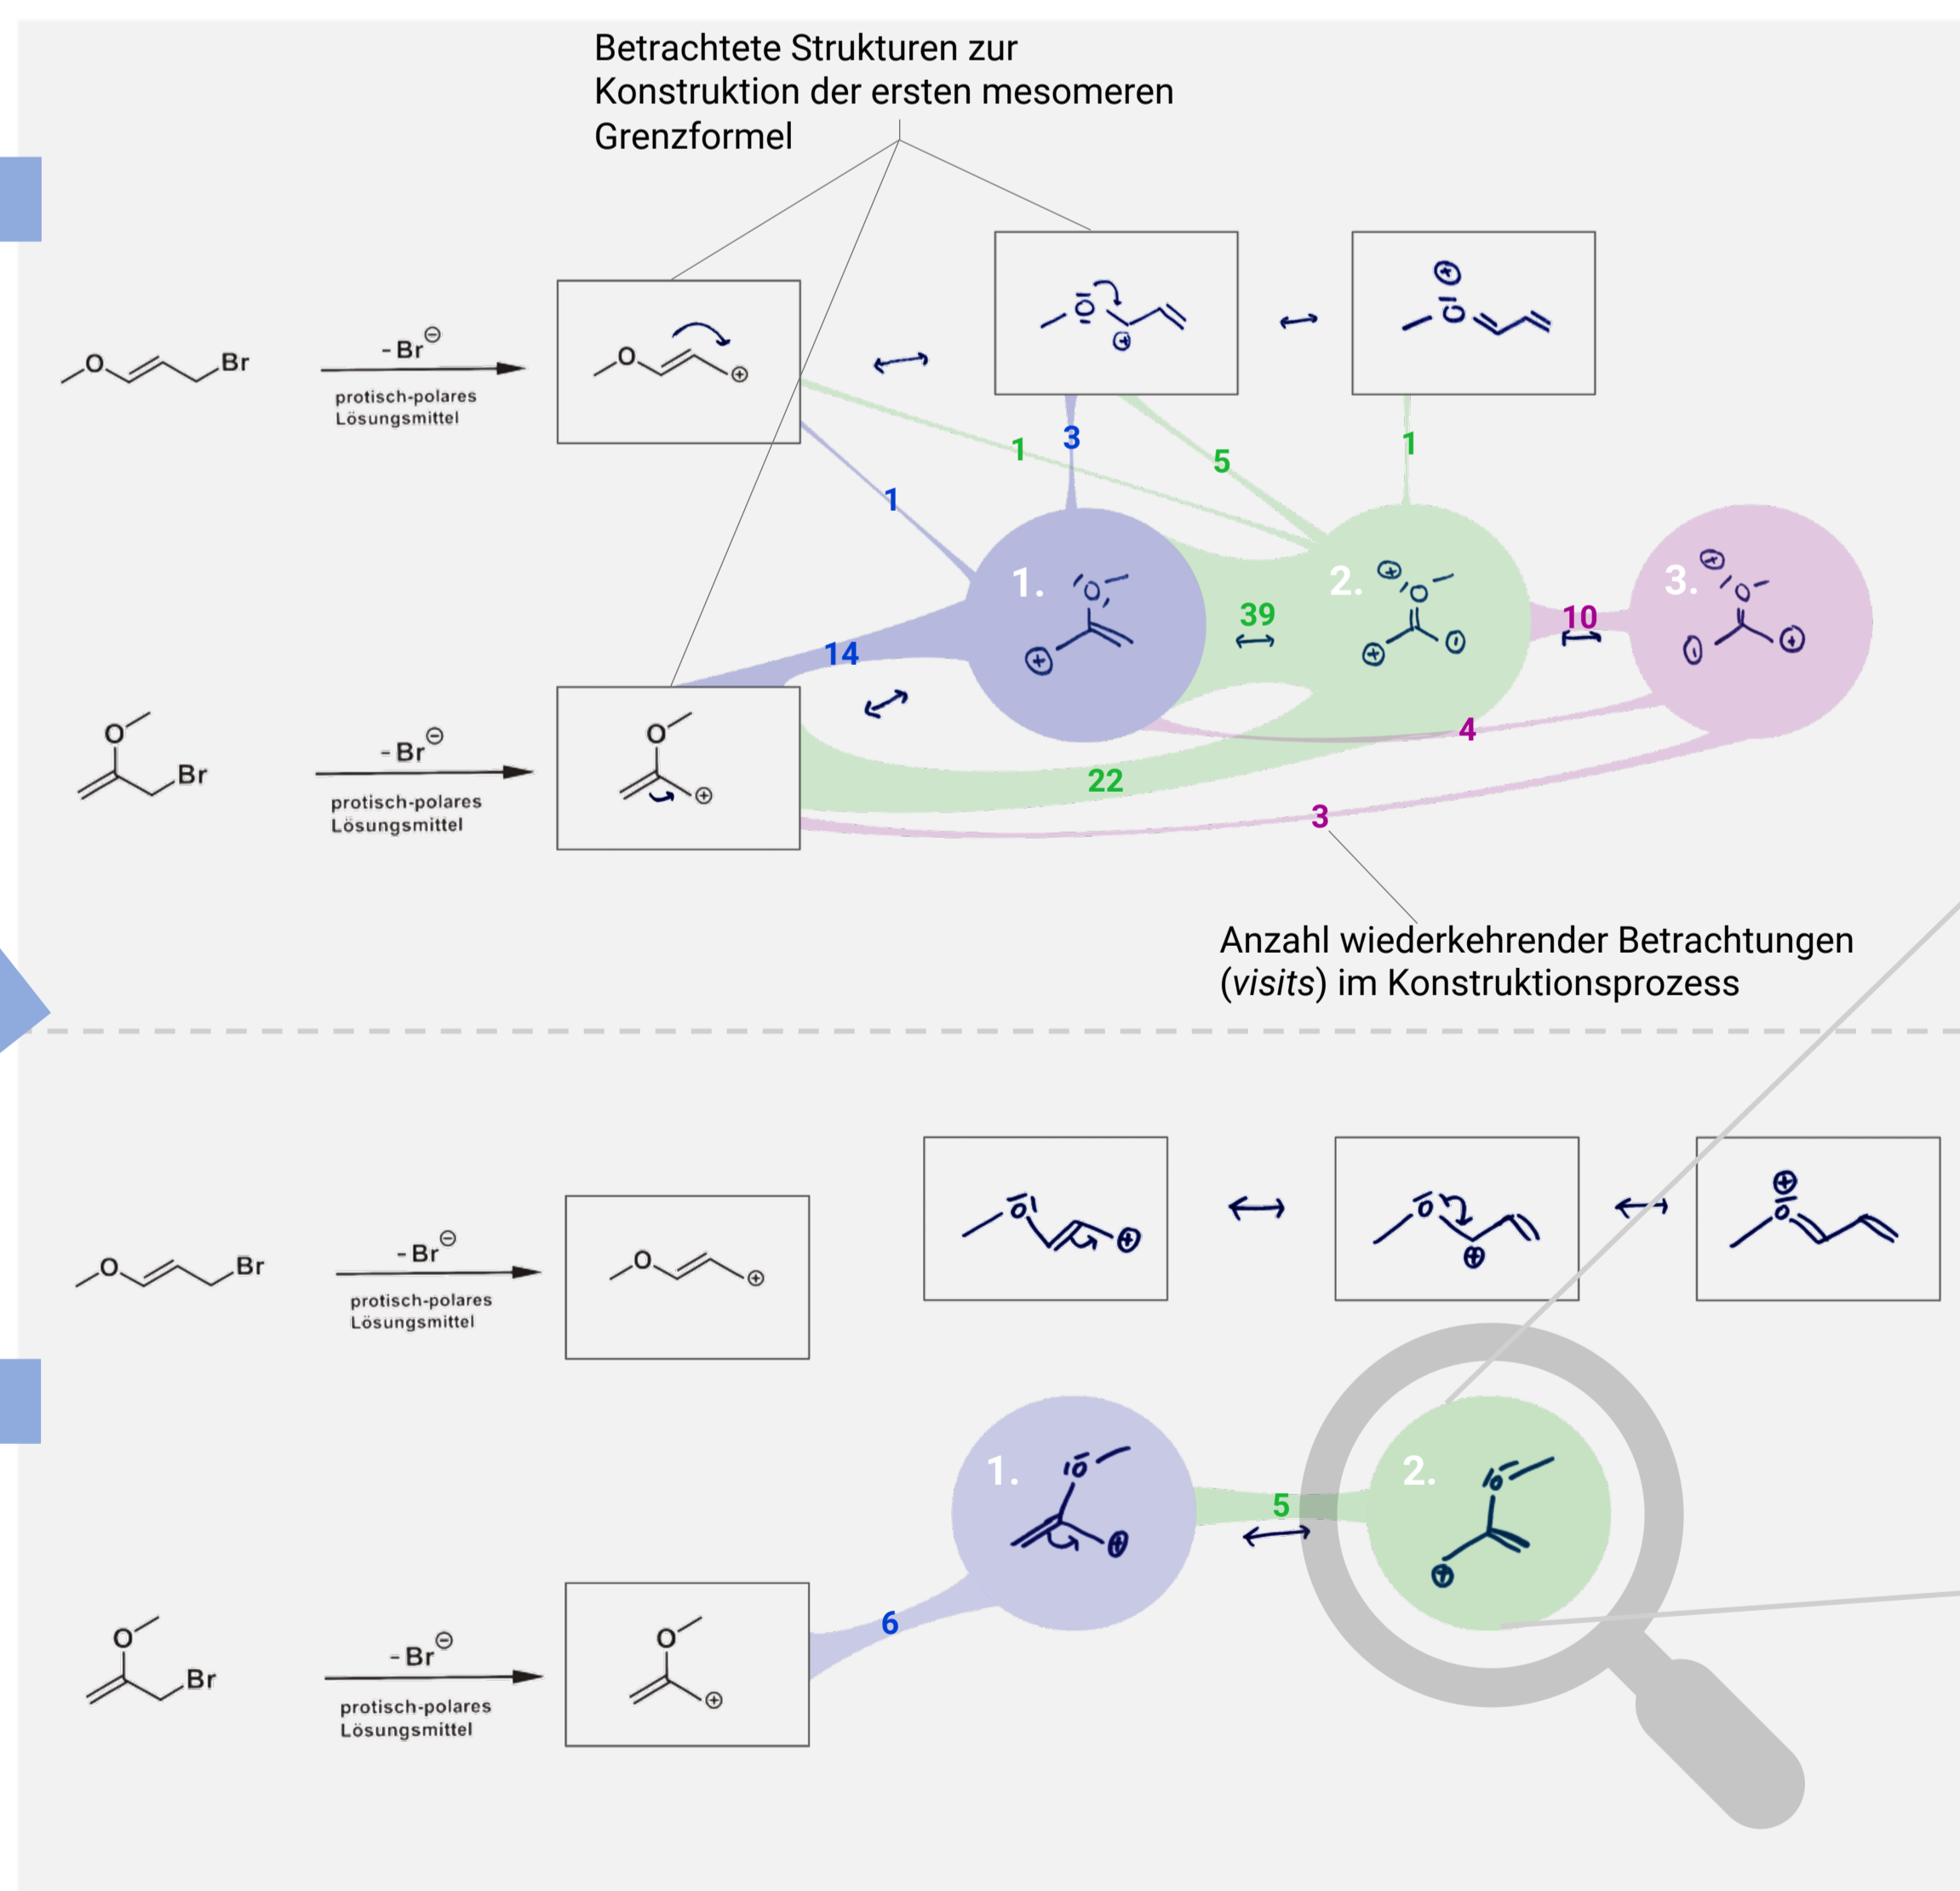 Betrachtete Strukturen zur
Konstruktion der ersten mesomeren
Grenzformel
O Br
- Br ⊖
protisch-polares
Lösungsmittel
O ⊕
O ⊕
⊕ O
1 3 5 1
1
1. O ⊕
39
2. ⊕ O ⊕ ⊖
10
3. ⊕ O ⊖ ⊕
14
4
22
3
O Br
- Br ⊖
protisch-polares
Lösungsmittel
O ⊕
Anzahl wiederkehrender Betrachtungen
(visits) im Konstruktionsprozess
O Br
- Br ⊖
protisch-polares
Lösungsmittel
O ⊕
O ⊕
O ⊕
⊕ O
1. O ⊕
5
2. O ⊕
6
O Br
- Br ⊖
protisch-polares
Lösungsmittel
O ⊕